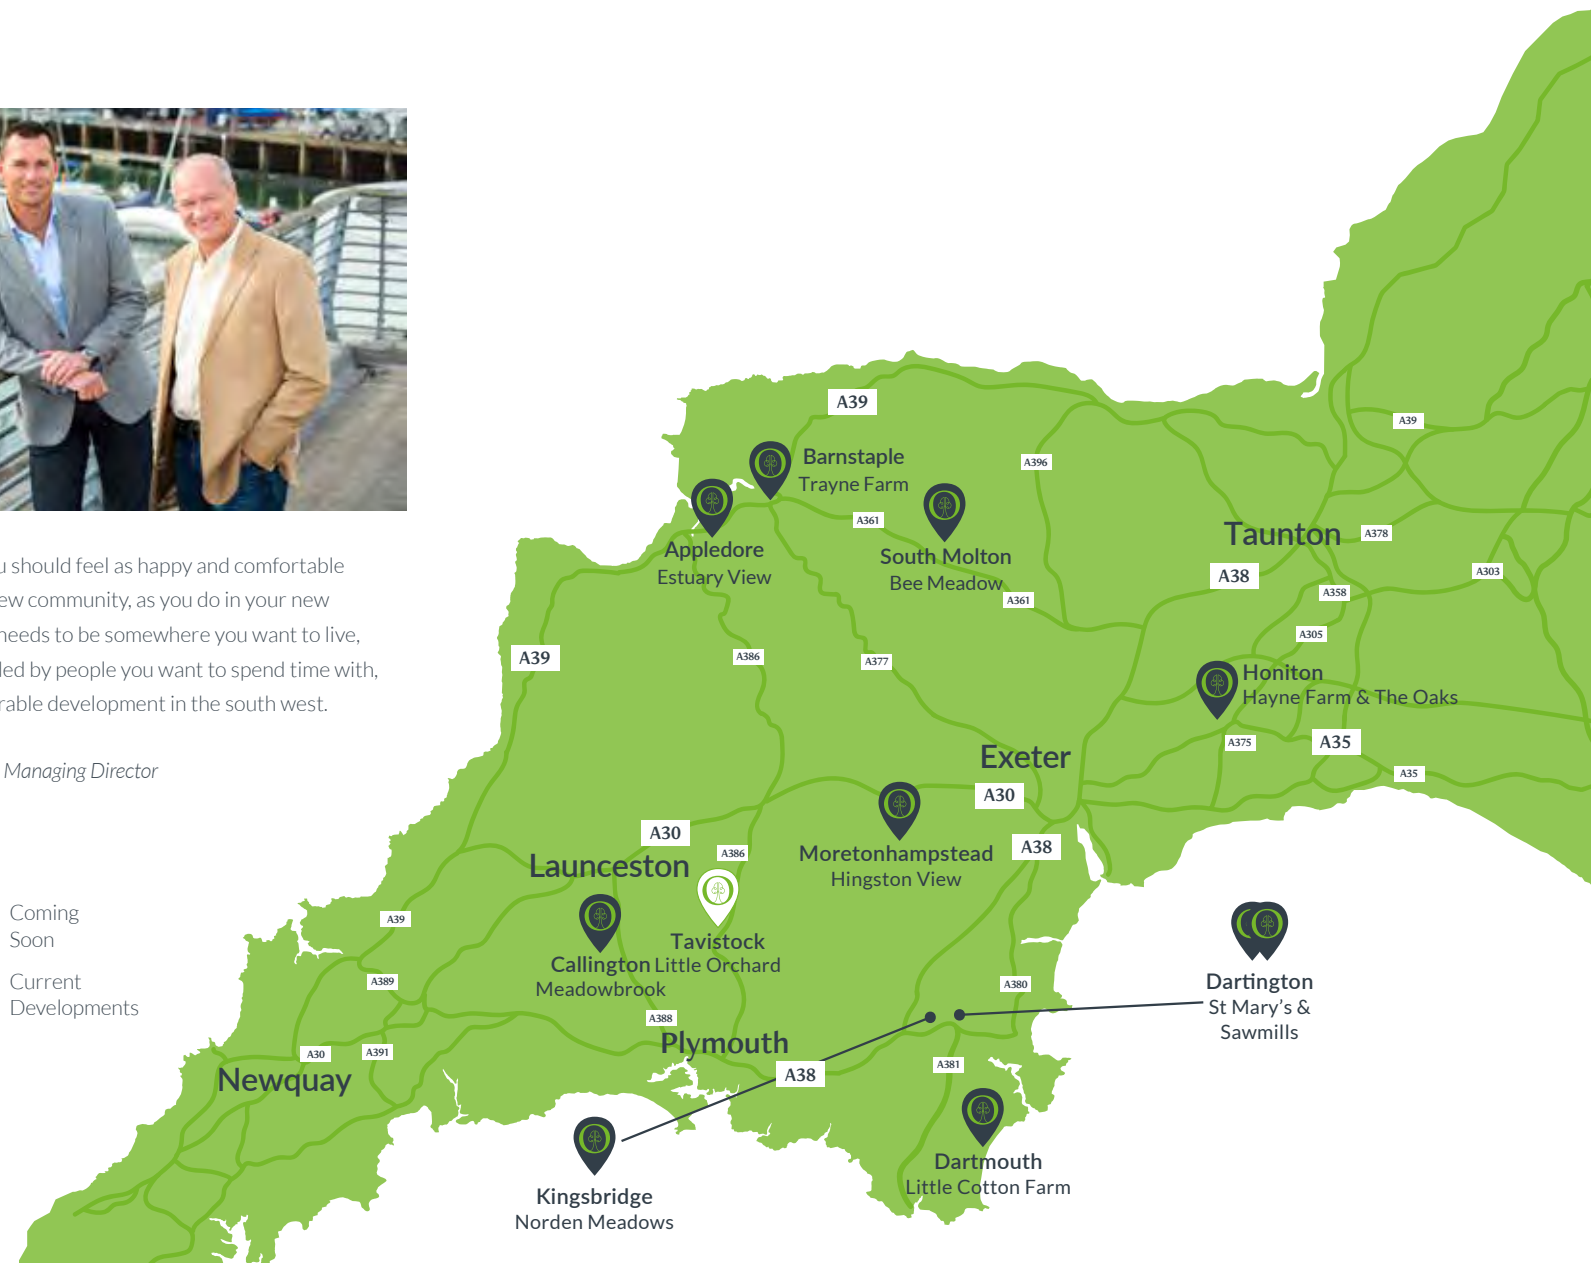 should feel as happy and comfortable
community, as you do in your new
needs to be somewhere you want to live,
by people you want to spend time with,
development in the south west.
Managing Director
Coming
Soon
Current
Developments
A39
Barnstaple
Trayne Farm
A396
A39
A361
Appledore
Estuary View
South Molton
Bee Meadow
A361
Taunton
A378
A38
A358
A303
A305
A39
A386
A377
Honiton
Hayne Farm & The Oaks
A375
A35
A35
Exeter
A30
A38
Moretonhampstead
Hingston View
A30
Launceston
A386
Tavistock
Little Orchard
Callington
Meadowbrook
A39
A389
A388
A380
Dartington
St Mary's &
Sawmills
Plymouth
A38
A381
A30
A391
Newquay
Dartmouth
Little Cotton Farm
Kingsbridge
Norden Meadows